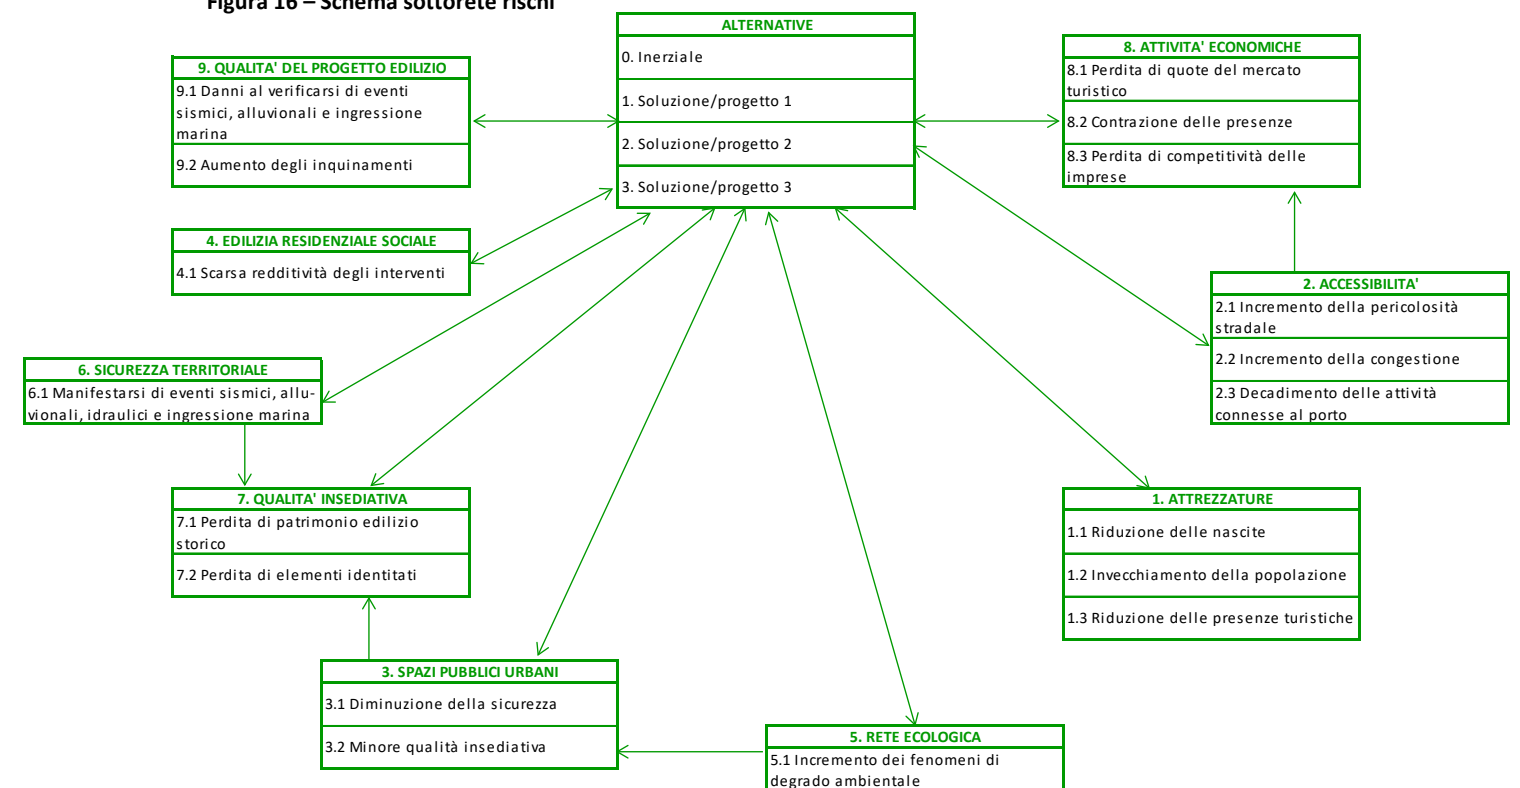 Figura 16 – Schema sottorete rischi
ALTERNATIVE
0. Inerziale
1. Soluzione/progetto 1
2. Soluzione/progetto 2
3. Soluzione/progetto 3
9. QUALITA' DEL PROGETTO EDILIZIO
9.1 Danni al verificarsi di eventi
sismici, alluvionali e ingressione
marina
9.2 Aumento degli inquinamenti
8. ATTIVITA' ECONOMICHE
8.1 Perdita di quote del mercato
turistico
8.2 Contrazione delle presenze
8.3 Perdita di competitività delle
imprese
4. EDILIZIA RESIDENZIALE SOCIALE
4.1 Scarsa redditività degli interventi
2. ACCESSIBILITA'
2.1 Incremento della pericolosità
stradale
2.2 Incremento della congestione
2.3 Decadimento delle attività
connesse al porto
6. SICUREZZA TERRITORIALE
6.1 Manifestarsi di eventi sismici, allu-
vionali, idraulici e ingressione marina
7. QUALITA' INSEDIATIVA
7.1 Perdita di patrimonio edilizio
storico
7.2 Perdita di elementi identitati
1. ATTREZZATURE
1.1 Riduzione delle nascite
1.2 Invecchiamento della popolazione
1.3 Riduzione delle presenze turistiche
3. SPAZI PUBBLICI URBANI
3.1 Diminuzione della sicurezza
3.2 Minore qualità insediativa
5. RETE ECOLOGICA
5.1 Incremento dei fenomeni di
degrado ambientale